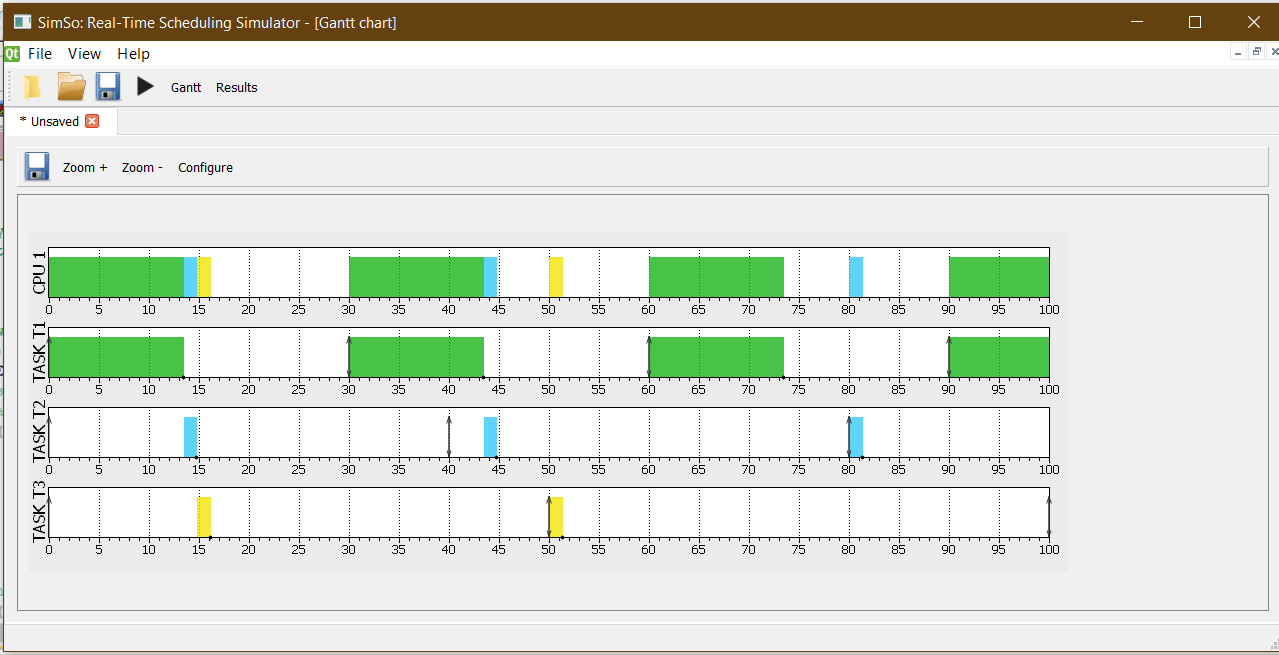 SimSo: Real-Time Scheduling Simulator - [Gantt chart]
Qt File View Help
Gantt Results
* Unsaved
Zoom + Zoom - Configure
CPU 1
0 5 10 15 20 25 30 35 40 45 50 55 60 65 70 75 80 85 90 95 100
TASK T1
0 5 10 15 20 25 30 35 40 45 50 55 60 65 70 75 80 85 90 95 100
TASK T2
0 5 10 15 20 25 30 35 40 45 50 55 60 65 70 75 80 85 90 95 100
TASK T3
0 5 10 15 20 25 30 35 40 45 50 55 60 65 70 75 80 85 90 95 100